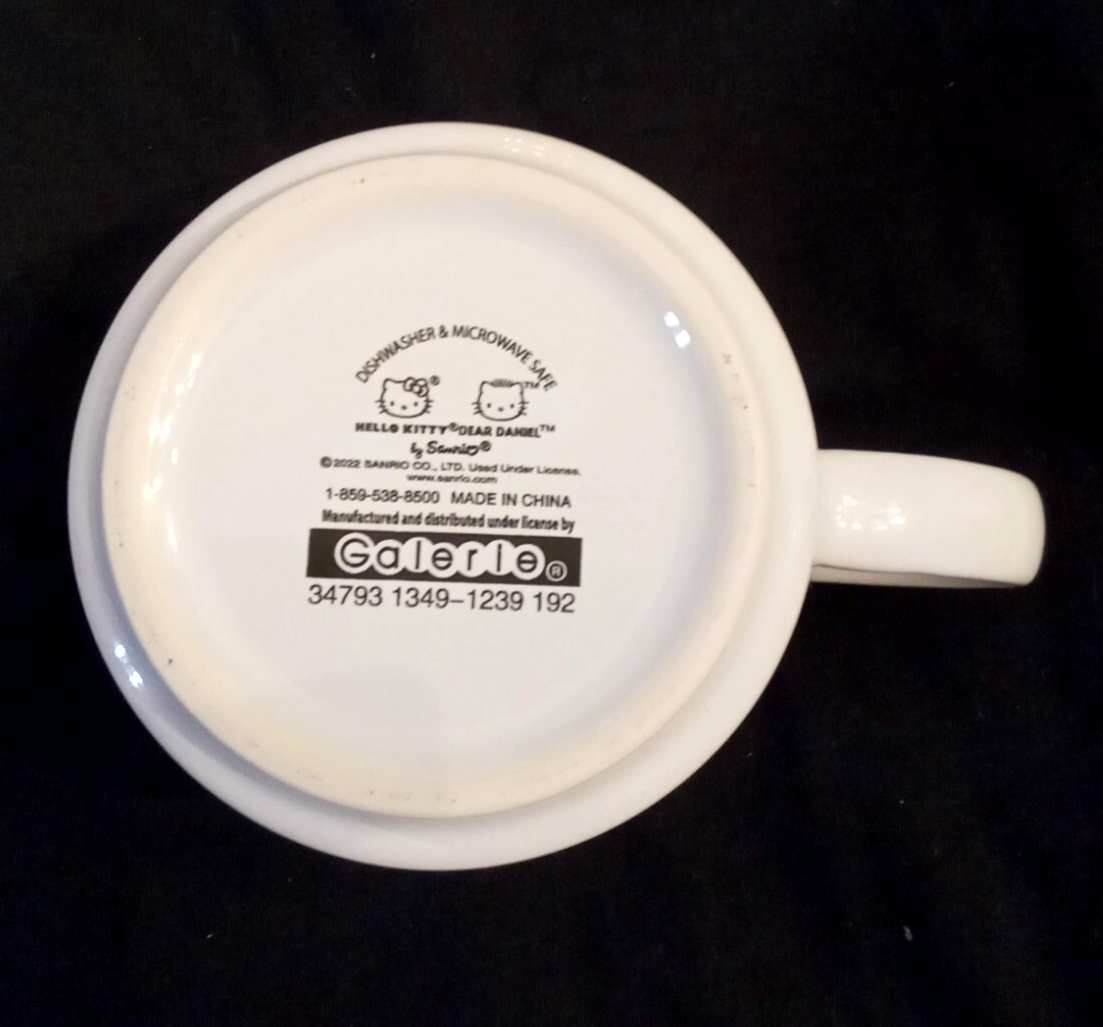 DISHWASHER & MICROWAVE SAFE
® TM
HELLO KITTY® DEAR DANIEL™
by Sanrio®
©2022 SANRIO CO., LTD. Used Under License.
www.sanrio.com
1-859-538-8500 MADE IN CHINA
Manufactured and distributed under license by
Galerie®
34793 1349–1239 192